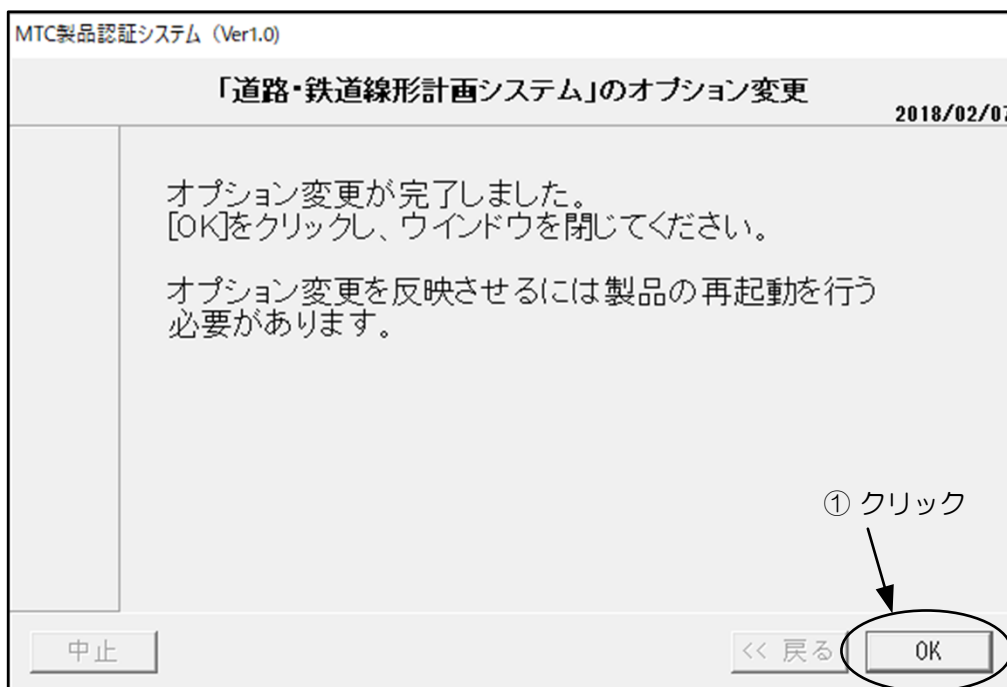 MTC製品認証システム（Ver1.0）
「道路・鉄道線形計画システム」のオプション変更
2018/02/07
オプション変更が完了しました。
[OK]をクリックし、ウインドウを閉じてください。
オプション変更を反映させるには製品の再起動を行う
必要があります。
① クリック
中止
<< 戻る
OK